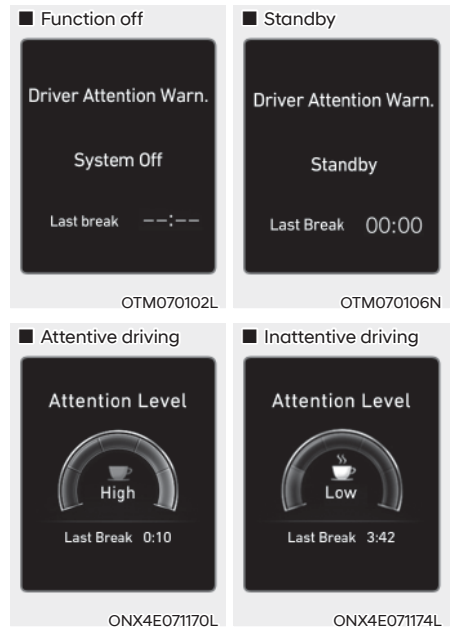 ■ Function off
Driver Attention Warn.
System Off
Last break --:--
OTM070102L
■ Standby
Driver Attention Warn.
Standby
Last Break 00:00
OTM070106N
■ Attentive driving
Attention Level
High
Last Break 0:10
ONX4E071170L
■ Inattentive driving
Attention Level
Low
Last Break 3:42
ONX4E071174L